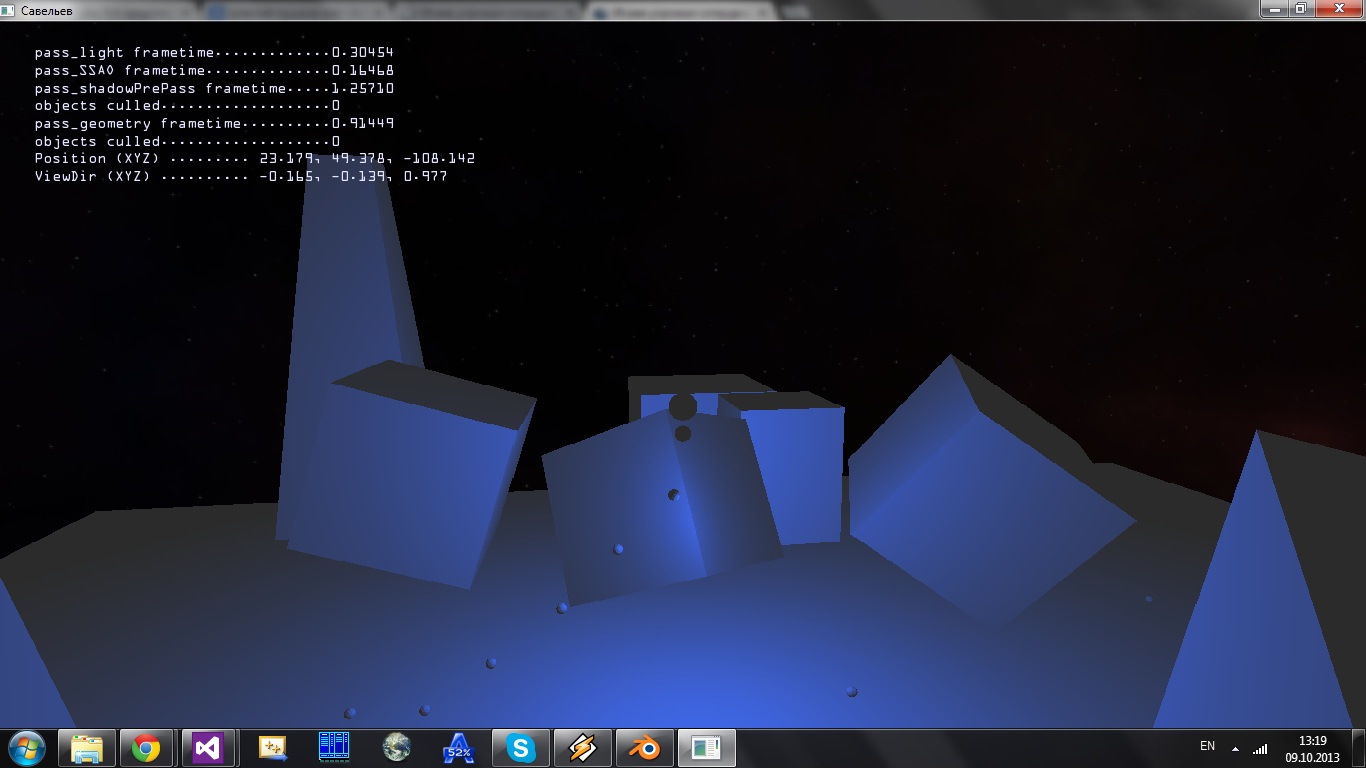 Савельев
pass_light frametime.............0.30454
pass_SSAO frametime..............0.16468
pass_shadowPrePass frametime.....1.25710
objects culled...................0
pass_geometry frametime..........0.91449
objects culled...................0
Position (XYZ) ......... 23.179, 49.378, -108.142
ViewDir (XYZ) .......... -0.165, -0.139, 0.977
52%
EN
13:19
09.10.2013